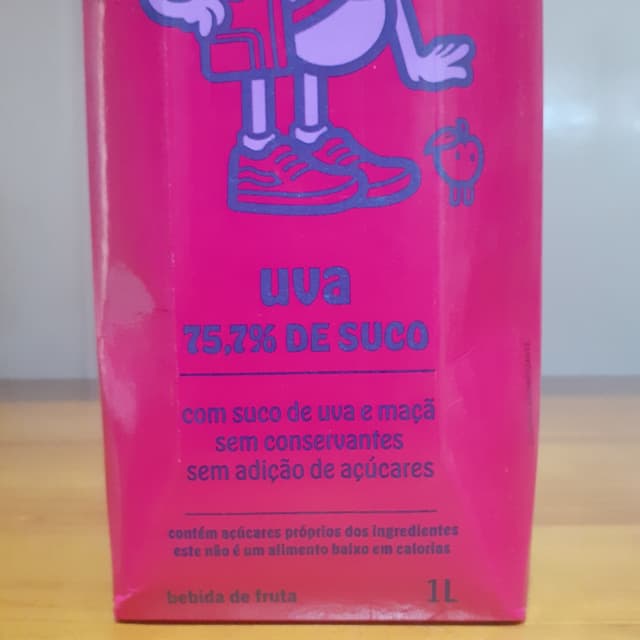 uva
75,7% DE SUCO
com suco de uva e maçã
sem conservantes
sem adição de açúcares
contém açúcares próprios dos ingredientes
este não é um alimento baixo em calorias
bebida de fruta 1L